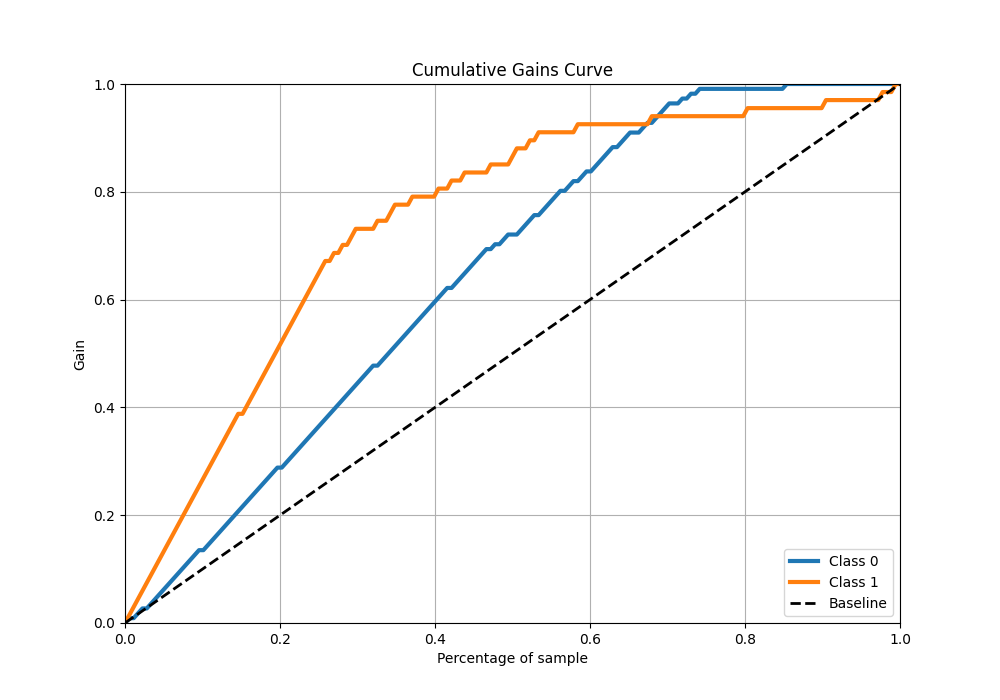 Cumulative Gains Curve
1.0
0.8
0.6
0.4
0.2
0.0
Gain
0.0 0.2 0.4 0.6 0.8 1.0
Percentage of sample
Class 0
Class 1
Baseline